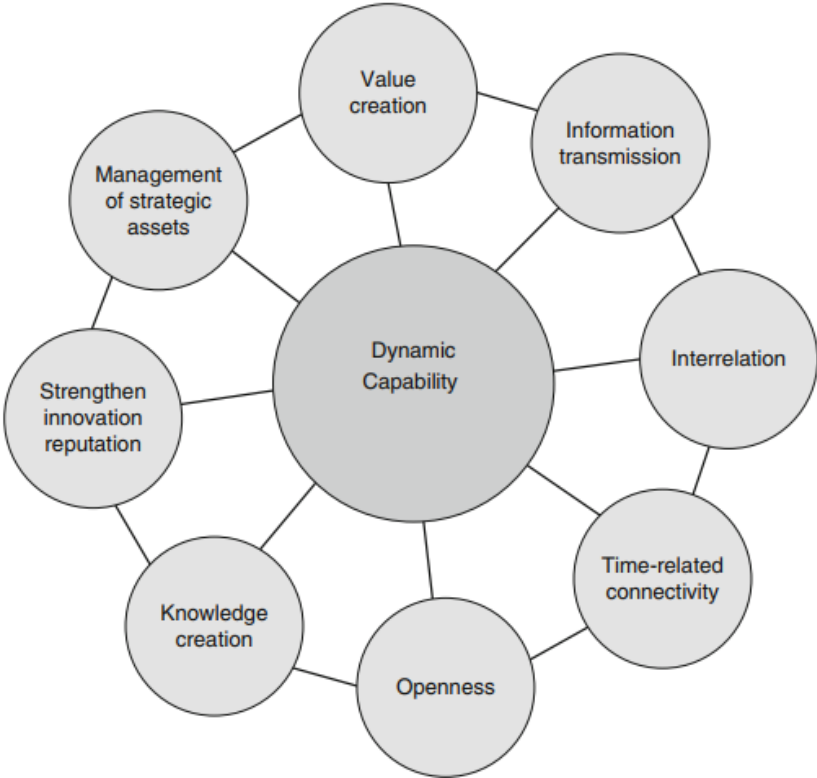 Value
creation
Information
transmission
Management
of strategic
assets
Dynamic
Capability
Interrelation
Strengthen
innovation
reputation
Time-related
connectivity
Knowledge
creation
Openness